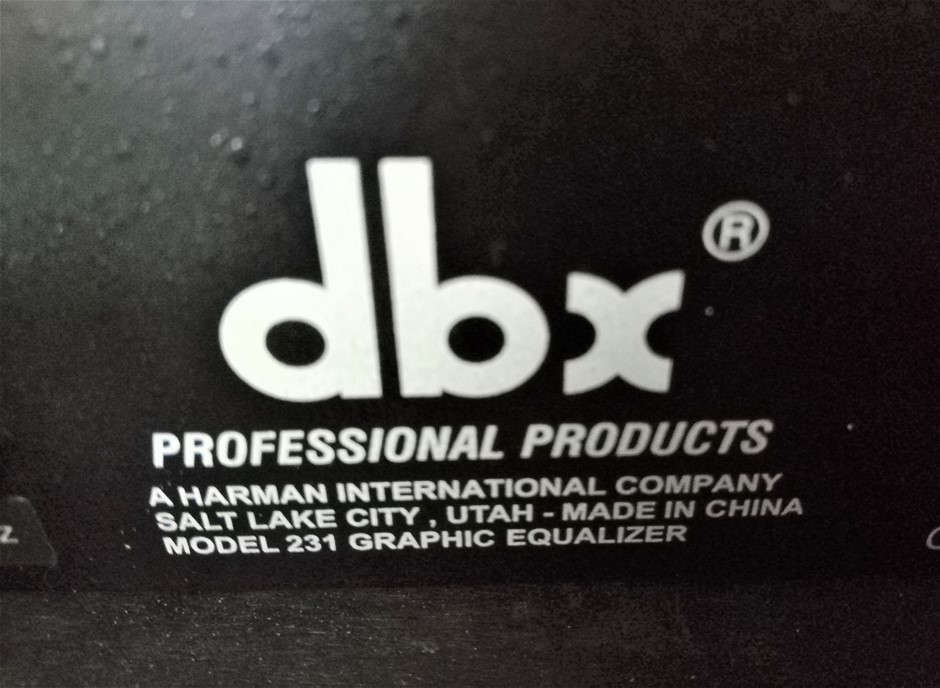 dbx®
PROFESSIONAL PRODUCTS
A HARMAN INTERNATIONAL COMPANY
SALT LAKE CITY , UTAH - MADE IN CHINA
MODEL 231 GRAPHIC EQUALIZER